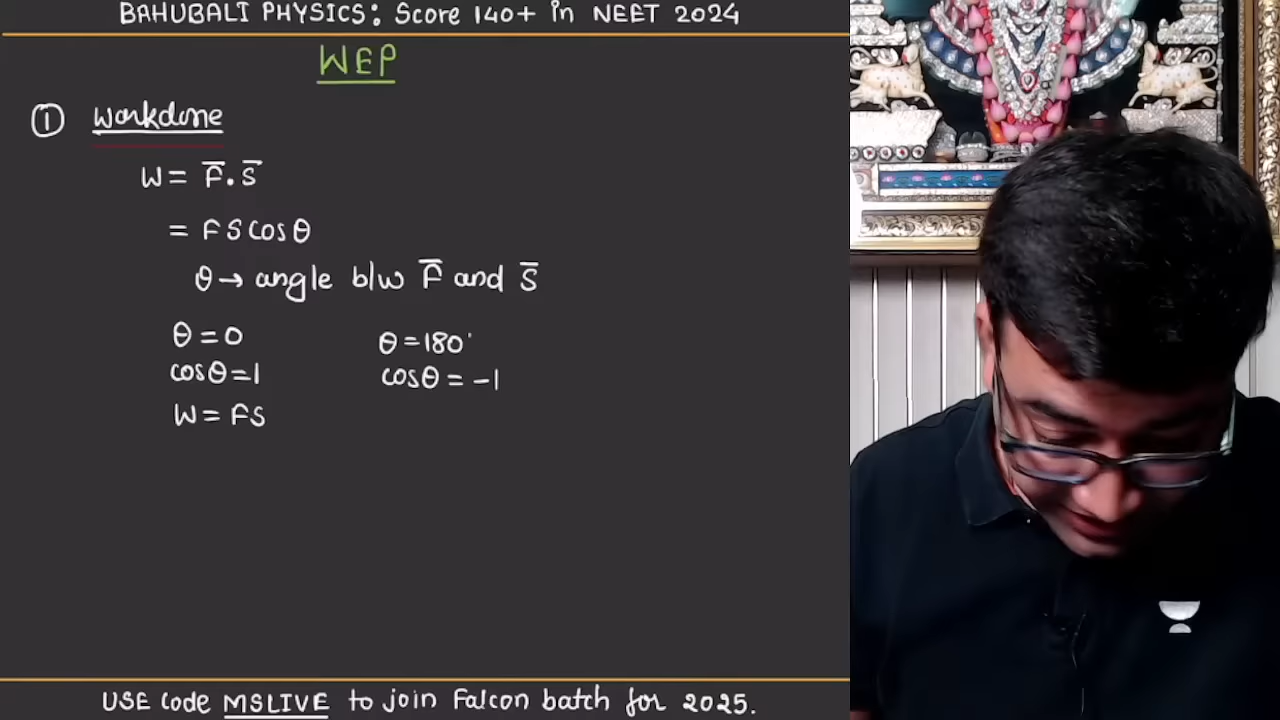 BAHUBALI PHYSICS: Score 140+ in NEET 2024
WEP
① Workdone
W = F̅.S̅
= FS cosθ
θ → angle b/w F̅ and S̅
θ = 0
cosθ = 1
W = FS
θ = 180°
cosθ = -1
USE Code MSLIVE to join Falcon batch for 2025.